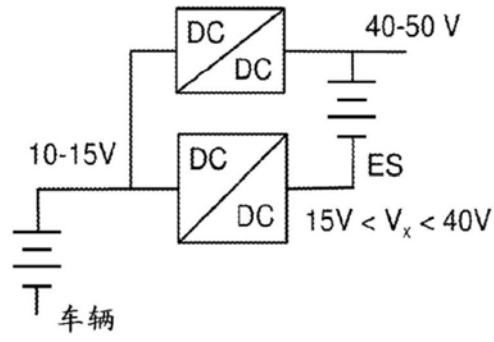 DC
DC
40-50 V
10-15V
DC
DC
ES
15V < Vₓ < 40V
车辆